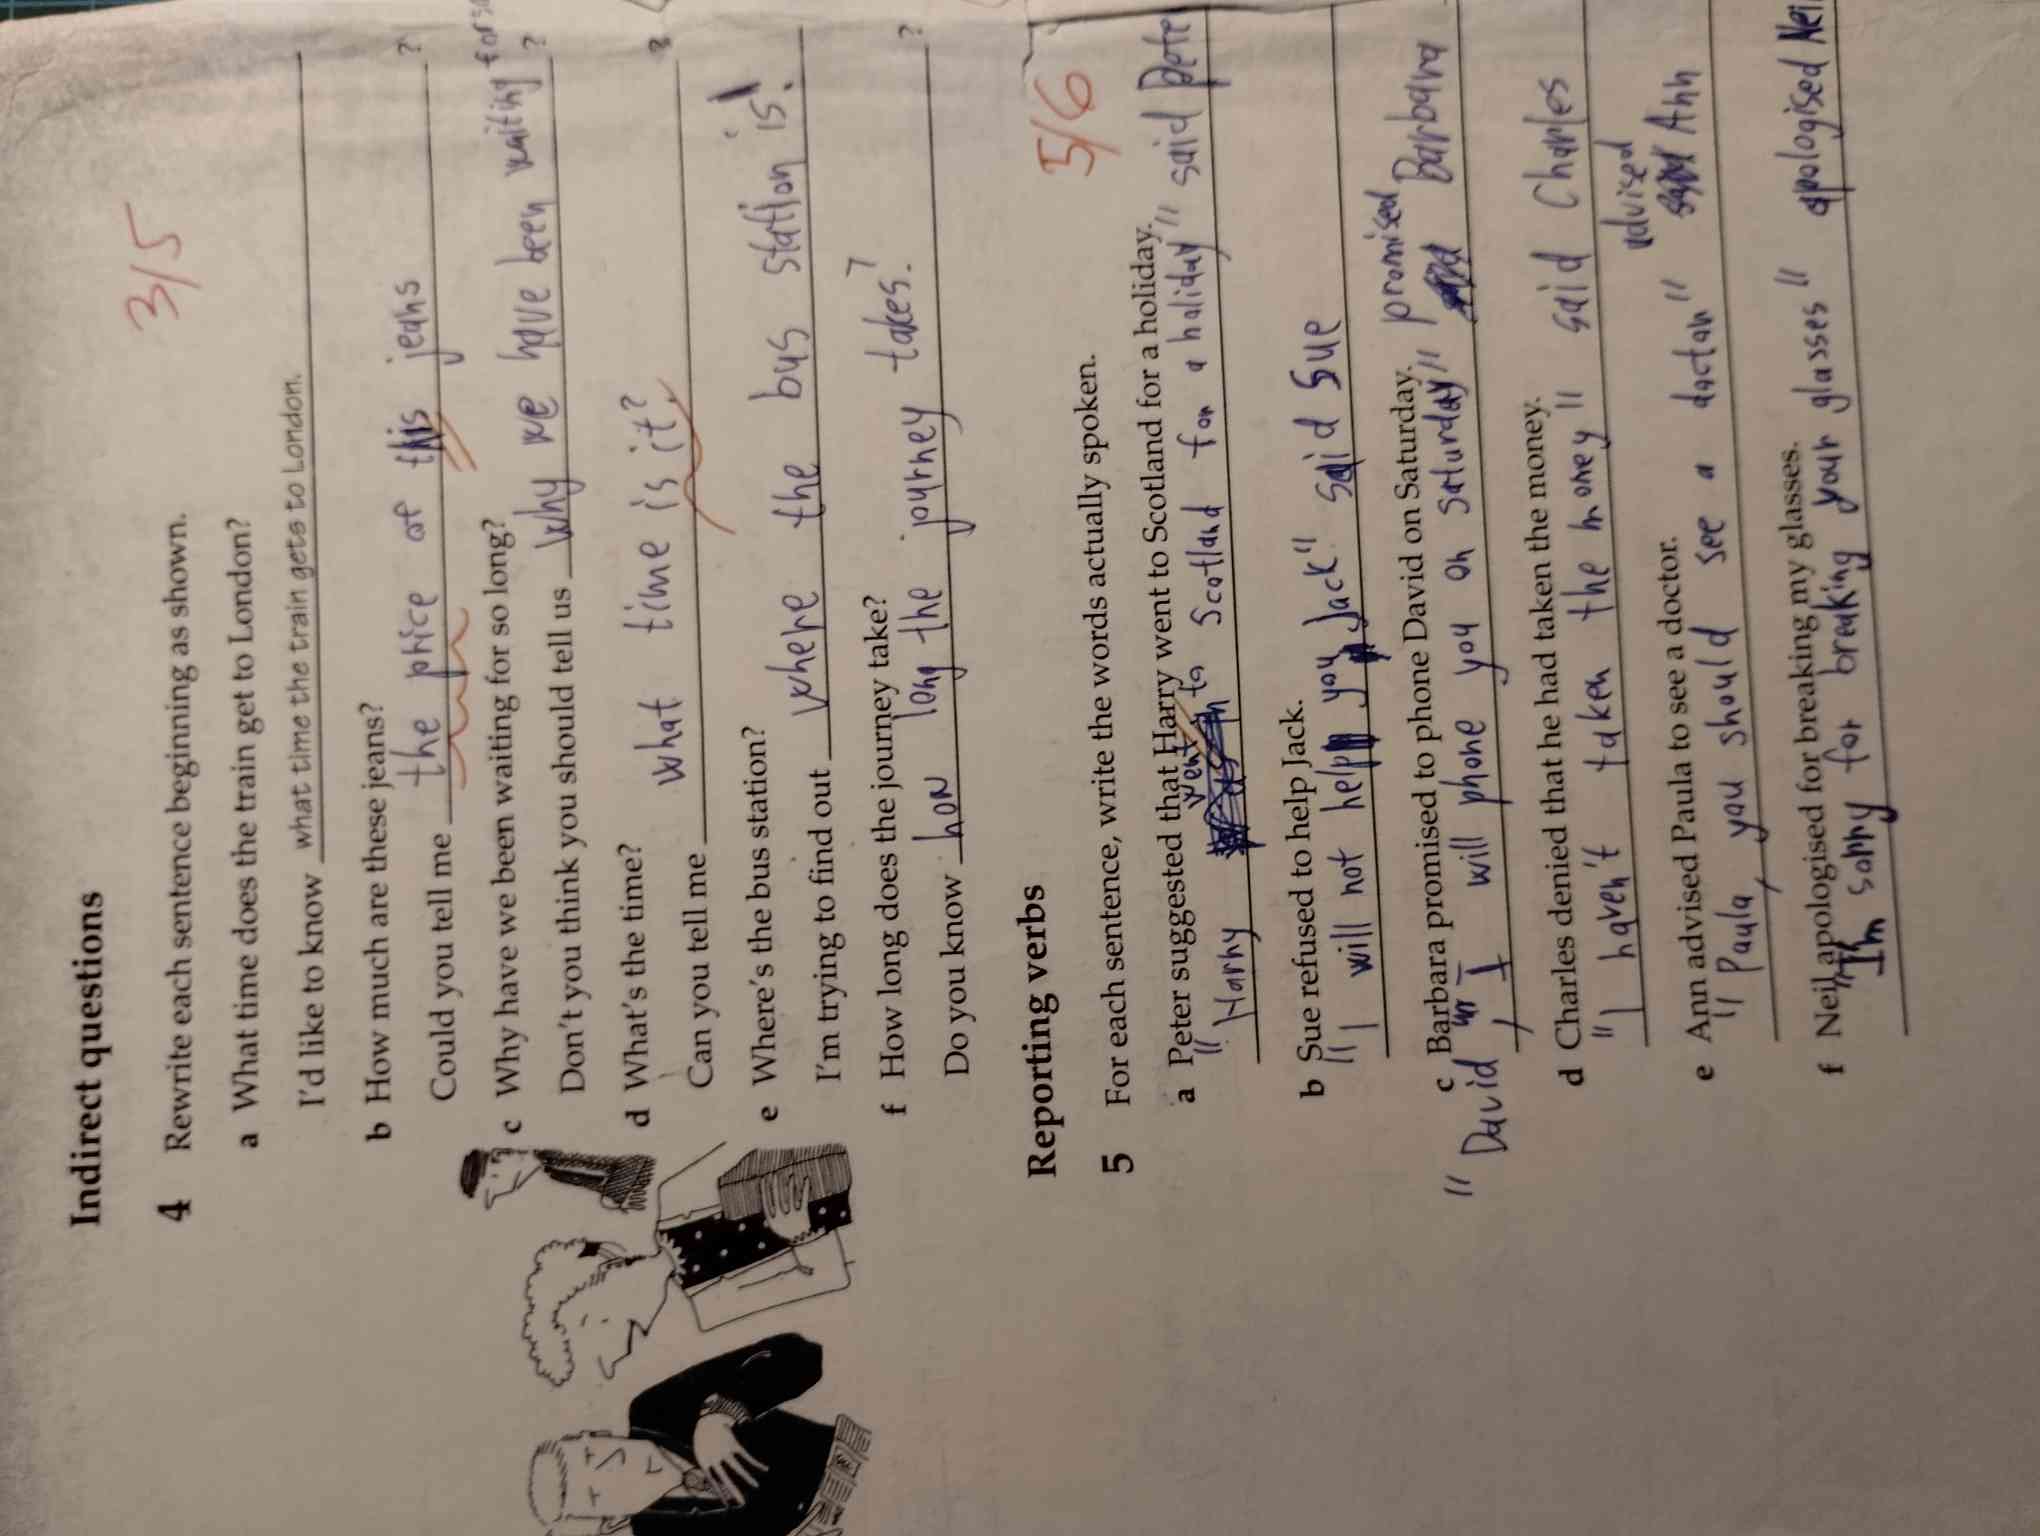 Indirect questions
3/5
4 Rewrite each sentence beginning as shown.
a What time does the train get to London?
I'd like to know what time the train gets to London.
b How much are these jeans?
Could you tell me the price of this jeans ?
c Why have we been waiting for so long?
Don't you think you should tell us why we have been waiting for so ?
d What's the time?
Can you tell me what time is it? ?
e Where's the bus station?
I'm trying to find out where the bus station is!
f How long does the journey take?
Do you know how long the journey takes? ?
Reporting verbs
5/6
5 For each sentence, write the words actually spoken.
a Peter suggested that Harry went to Scotland for a holiday.
"Harry went to Scotland for a holiday" said Pete
b Sue refused to help Jack.
"I will not help you, Jack" said Sue
c Barbara promised to phone David on Saturday.
"David, I will phone you on Saturday" promised Barbara
d Charles denied that he had taken the money.
"I haven't taken the money" said Charles
e Ann advised Paula to see a doctor.
"Paula, you should see a doctor" advised Ann
f Neil apologised for breaking my glasses.
"I'm sorry for breaking your glasses" apologised Nei